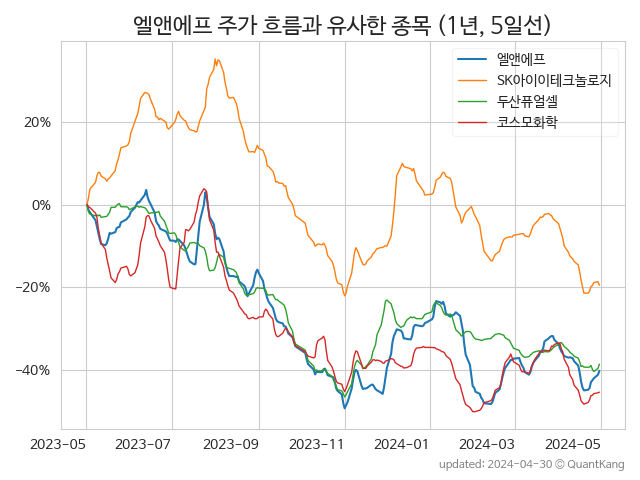 엘앤에프 주가 흐름과 유사한 종목 (1년, 5일선)
엘앤에프
SK아이이테크놀로지
두산퓨얼셀
코스모화학
20%
0%
−20%
−40%
2023-05 2023-07 2023-09 2023-11 2024-01 2024-03 2024-05
updated: 2024-04-30 © QuantKang